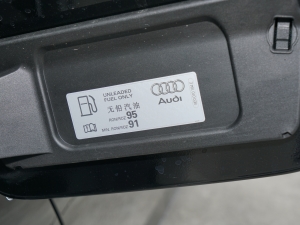 UNLEADED
FUEL ONLY
无铅汽油
RON/ROZ 95
MIN. RON/ROZ 91
Audi